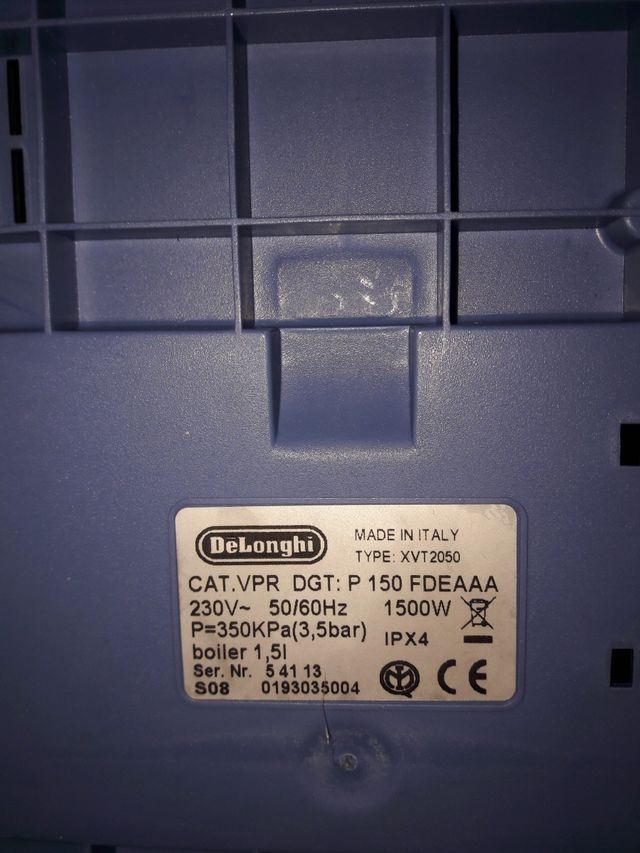 DeLonghi
MADE IN ITALY
TYPE: XVT2050
CAT.VPR DGT: P 150 FDEAAA
230V~ 50/60Hz 1500W
P=350KPa(3,5bar)
IPX4
boiler 1,5l
Ser. Nr. 5 41 13
S08 0193035004
CE